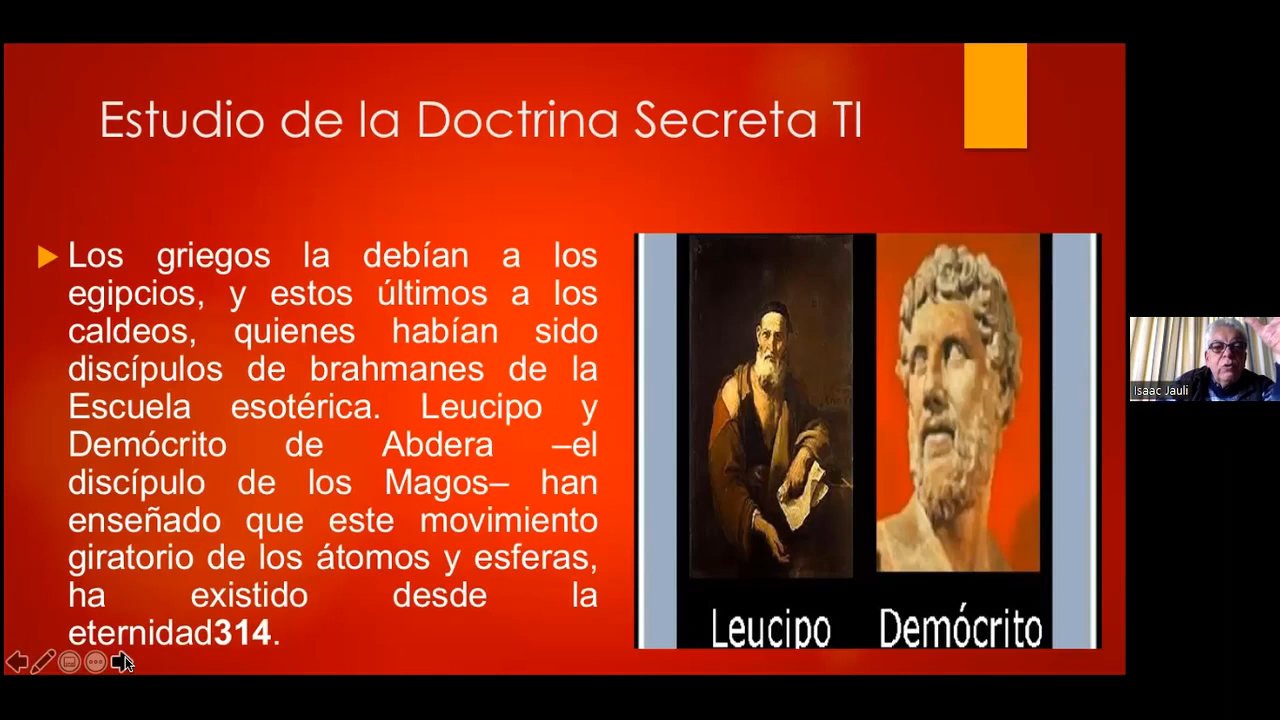 Estudio de la Doctrina Secreta TI
Los griegos la debían a los
egipcios, y estos últimos a los
caldeos, quienes habían sido
discípulos de brahmanes de la
Escuela esotérica. Leucipo y
Demócrito de Abdera –el
discípulo de los Magos– han
enseñado que este movimiento
giratorio de los átomos y esferas,
ha existido desde la
eternidad314.
Leucipo
Demócrito
Isaac Jauli